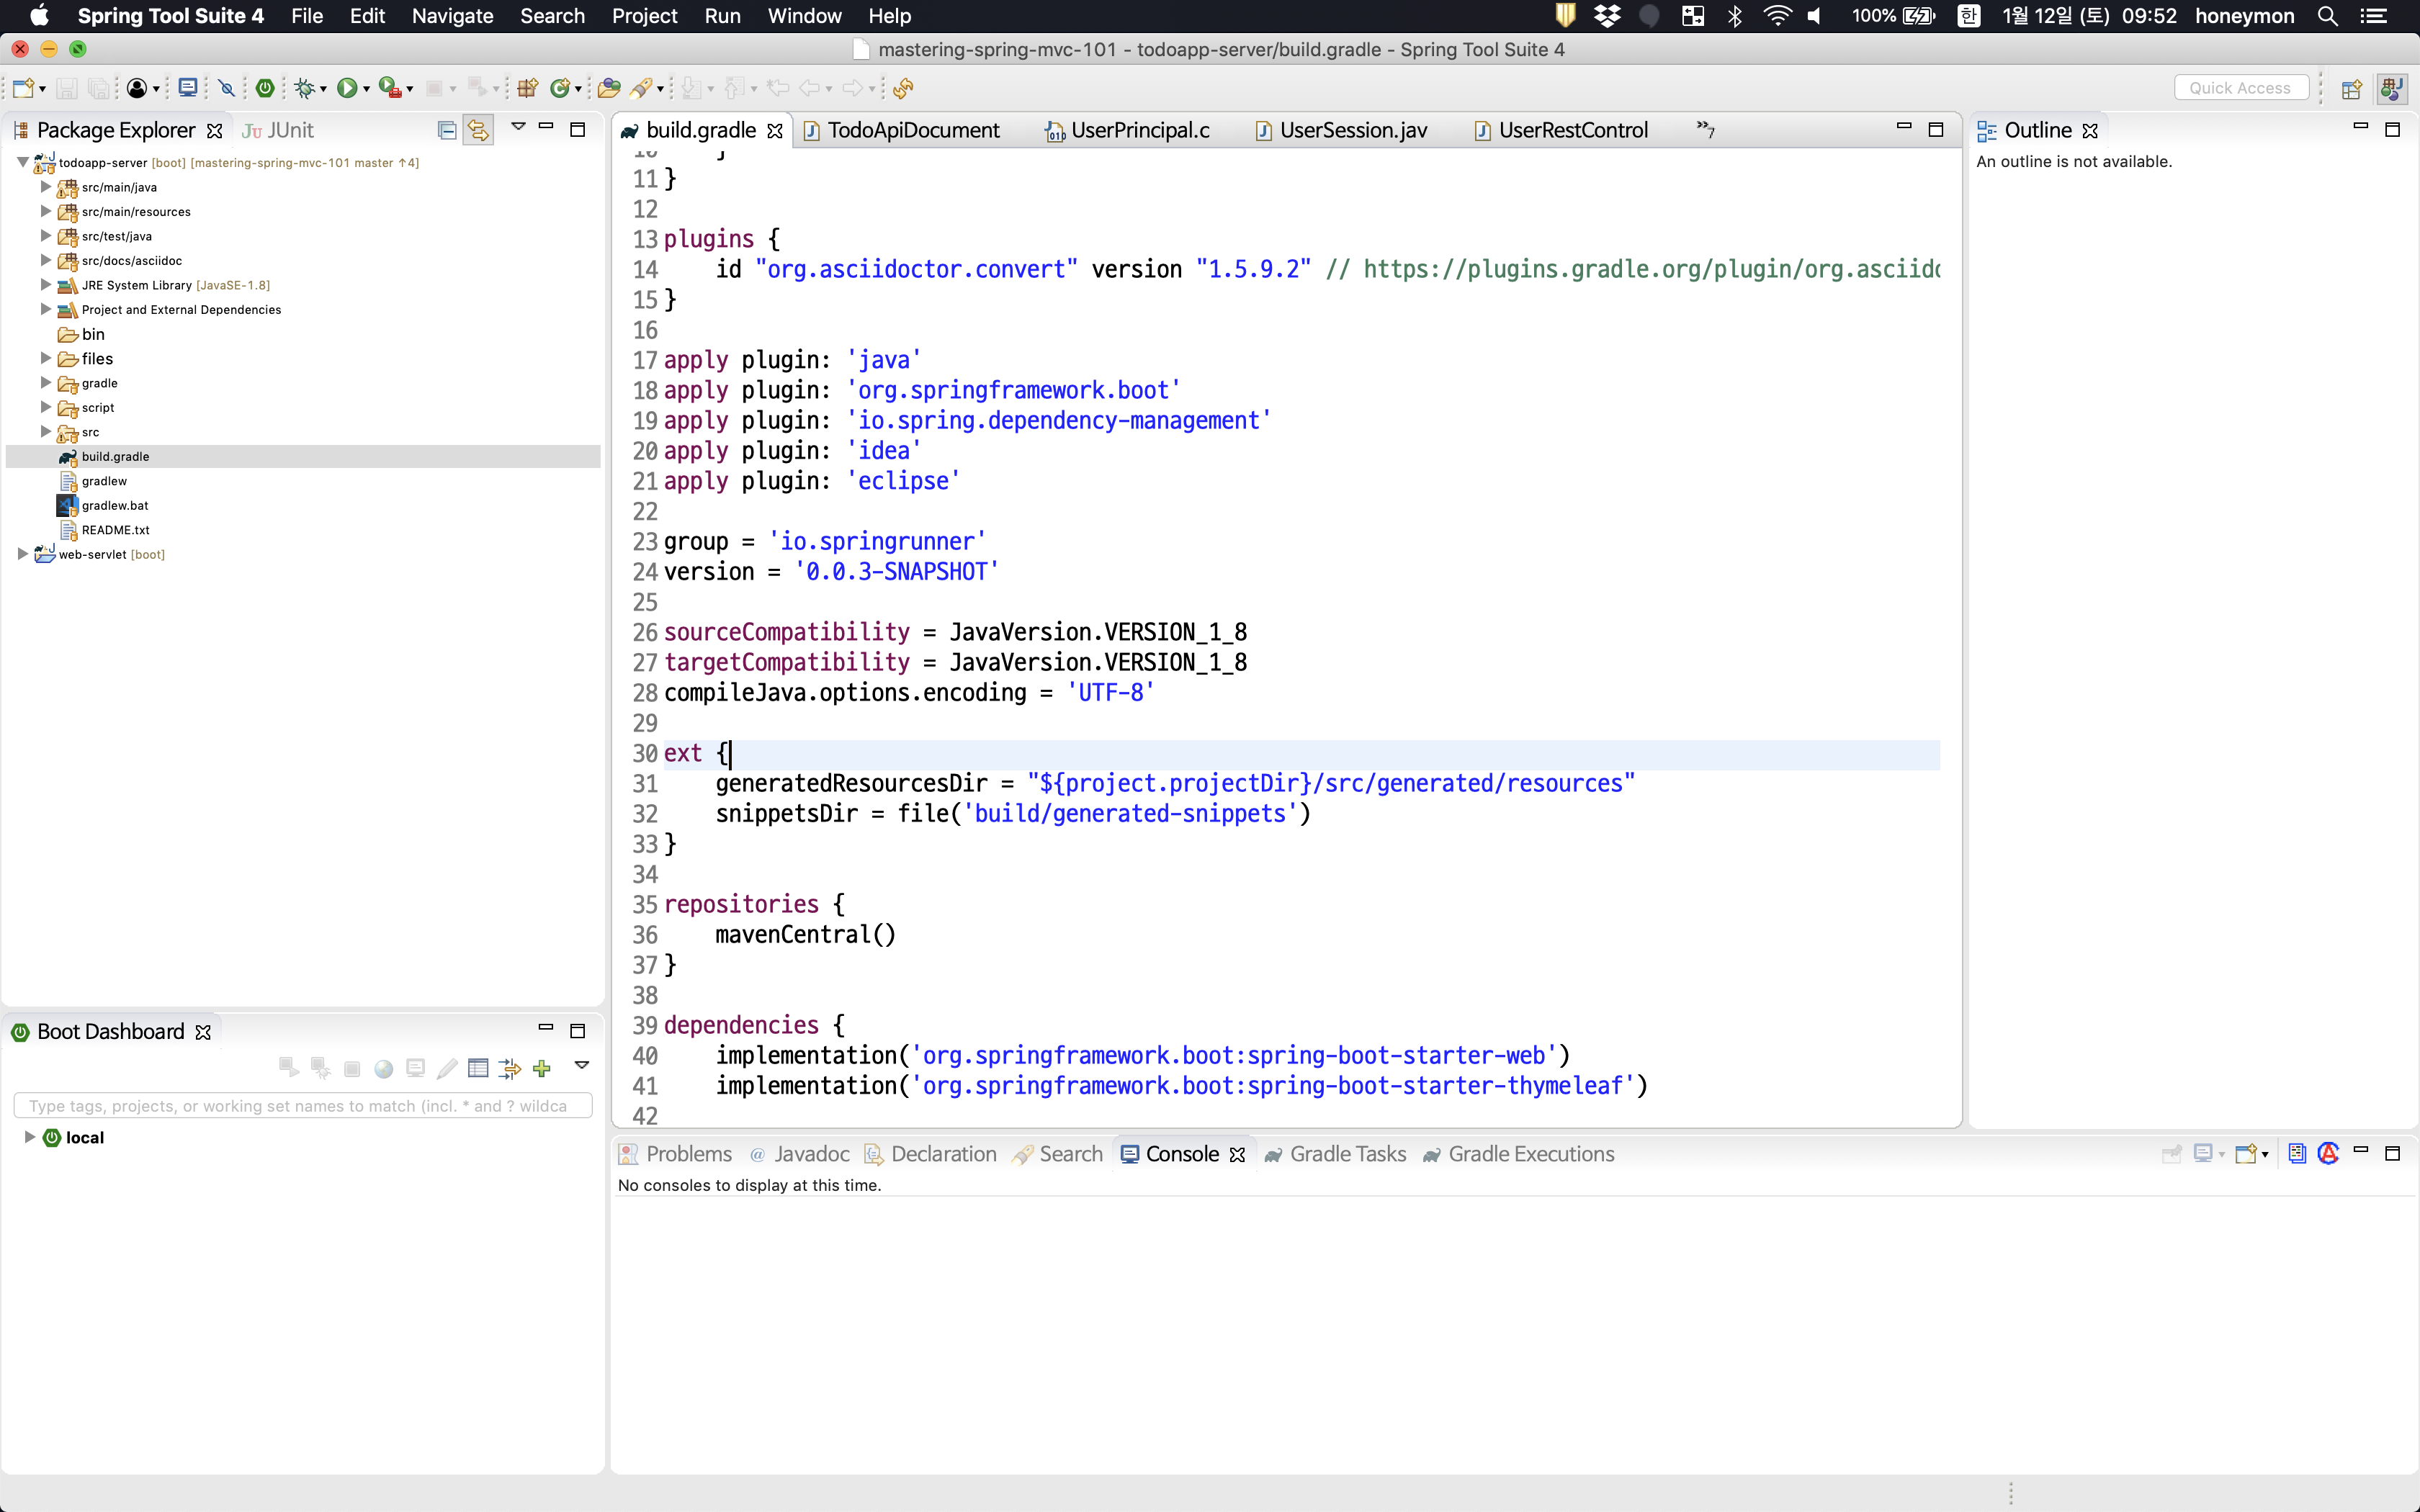 Spring Tool Suite 4 File Edit Navigate Search Project Run Window Help 100% 한 1월 12일 (토) 09:52 honeymon
mastering-spring-mvc-101 - todoapp-server/build.gradle - Spring Tool Suite 4
Quick Access
Package Explorer JUnit
todoapp-server [boot] [mastering-spring-mvc-101 master ↑4]
src/main/java
src/main/resources
src/test/java
src/docs/asciidoc
JRE System Library [JavaSE-1.8]
Project and External Dependencies
bin
files
gradle
script
src
build.gradle
gradlew
gradlew.bat
README.txt
web-servlet [boot]
Boot Dashboard
Type tags, projects, or working set names to match (incl. * and ? wildca
local
build.gradle TodoApiDocument UserPrincipal.c UserSession.jav UserRestControl »7
10 }
11 }
12
13 plugins {
14 id "org.asciidoctor.convert" version "1.5.9.2" // https://plugins.gradle.org/plugin/org.asciido
15 }
16
17 apply plugin: 'java'
18 apply plugin: 'org.springframework.boot'
19 apply plugin: 'io.spring.dependency-management'
20 apply plugin: 'idea'
21 apply plugin: 'eclipse'
22
23 group = 'io.springrunner'
24 version = '0.0.3-SNAPSHOT'
25
26 sourceCompatibility = JavaVersion.VERSION_1_8
27 targetCompatibility = JavaVersion.VERSION_1_8
28 compileJava.options.encoding = 'UTF-8'
29
30 ext {
31 generatedResourcesDir = "${project.projectDir}/src/generated/resources"
32 snippetsDir = file('build/generated-snippets')
33 }
34
35 repositories {
36 mavenCentral()
37 }
38
39 dependencies {
40 implementation('org.springframework.boot:spring-boot-starter-web')
41 implementation('org.springframework.boot:spring-boot-starter-thymeleaf')
42
Outline
An outline is not available.
Problems Javadoc Declaration Search Console Gradle Tasks Gradle Executions
No consoles to display at this time.